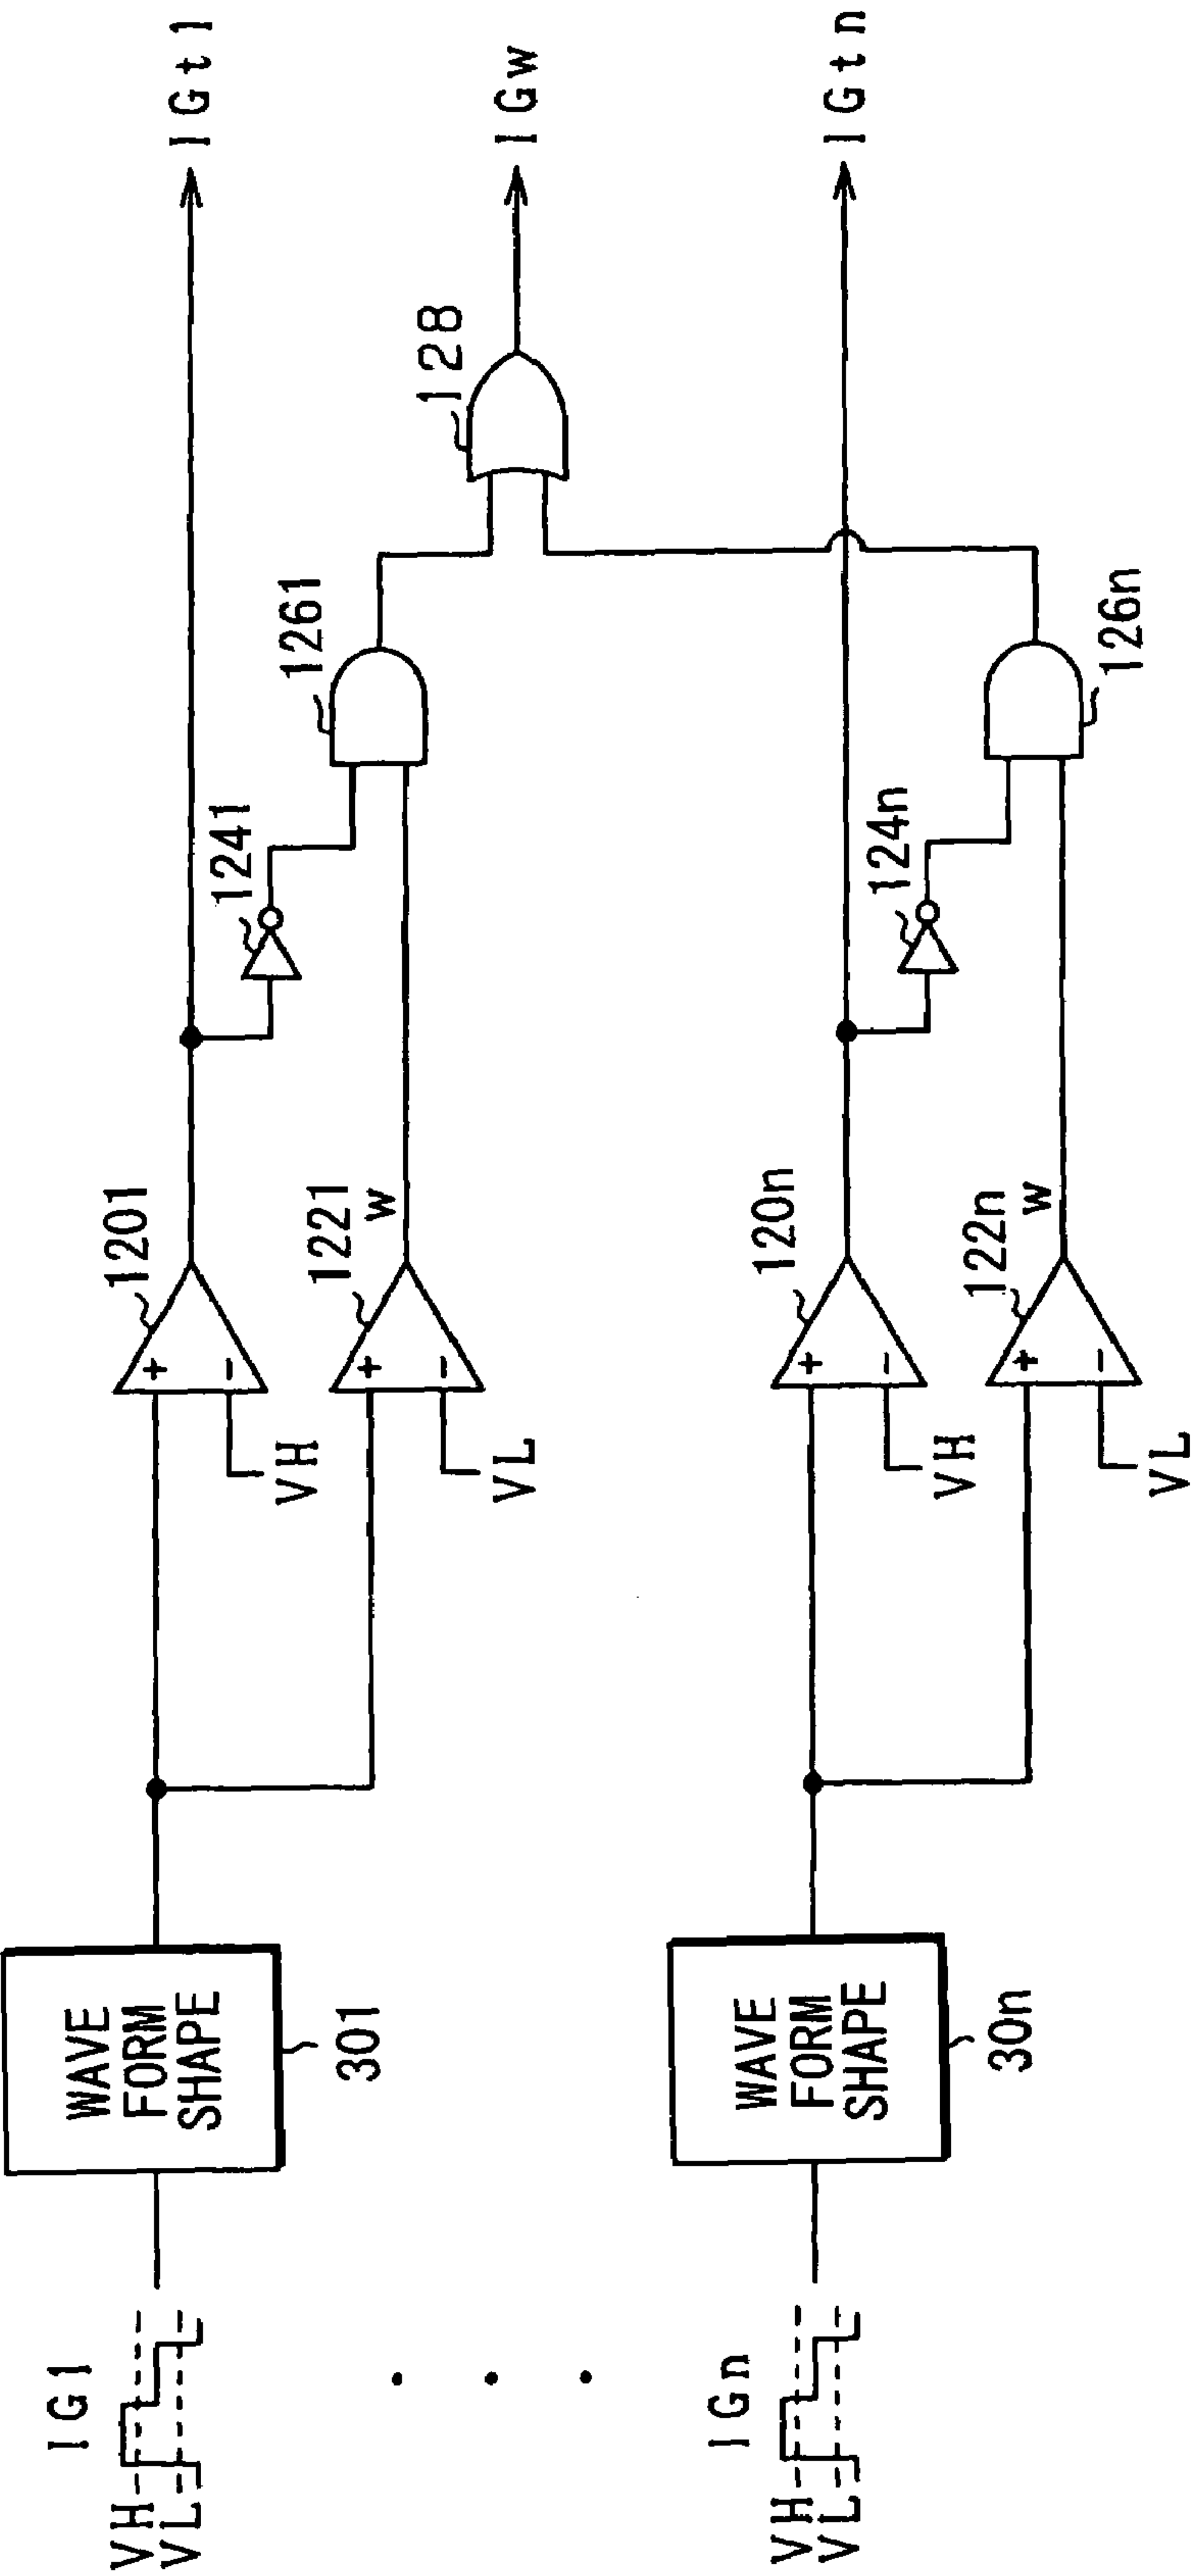 IG1
VH
VL
WAVE
FORM
SHAPE
301
1201
+
-
VH
1221
+
-
VL
w
1241
1261
128
IGt1
IGw
IGn
VH
VL
WAVE
FORM
SHAPE
30n
120n
+
-
VH
122n
+
-
VL
w
124n
126n
IGtn